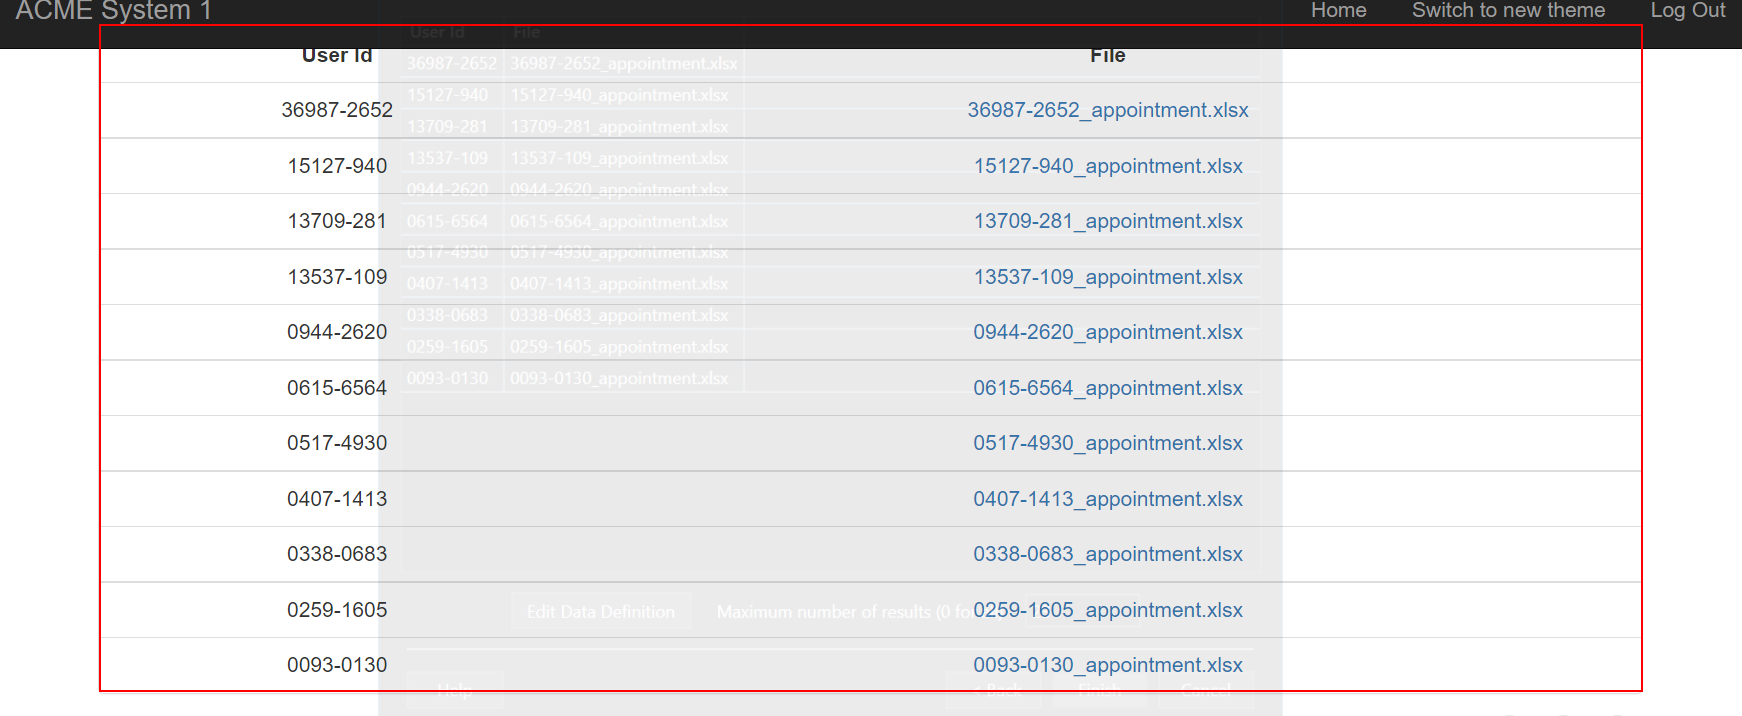 ACME System 1 Home Switch to new theme Log Out
User Id File
User Id File
36987-2652 36987-2652_appointment.xlsx
36987-2652 36987-2652_appointment.xlsx
15127-940 15127-940_appointment.xlsx
13709-281 13709-281_appointment.xlsx
15127-940 15127-940_appointment.xlsx
13537-109 13537-109_appointment.xlsx
0944-2620 0944-2620_appointment.xlsx
13709-281 13709-281_appointment.xlsx
0615-6564 0615-6564_appointment.xlsx
0517-4930 0517-4930_appointment.xlsx
13537-109 13537-109_appointment.xlsx
0407-1413 0407-1413_appointment.xlsx
0338-0683 0338-0683_appointment.xlsx
0944-2620 0944-2620_appointment.xlsx
0259-1605 0259-1605_appointment.xlsx
0093-0130 0093-0130_appointment.xlsx
0615-6564 0615-6564_appointment.xlsx
0517-4930 0517-4930_appointment.xlsx
0407-1413 0407-1413_appointment.xlsx
0338-0683 0338-0683_appointment.xlsx
0259-1605 0259-1605_appointment.xlsx
Edit Data Definition Maximum number of results (0
0093-0130 0093-0130_appointment.xlsx
Help < Back Finish Cancel